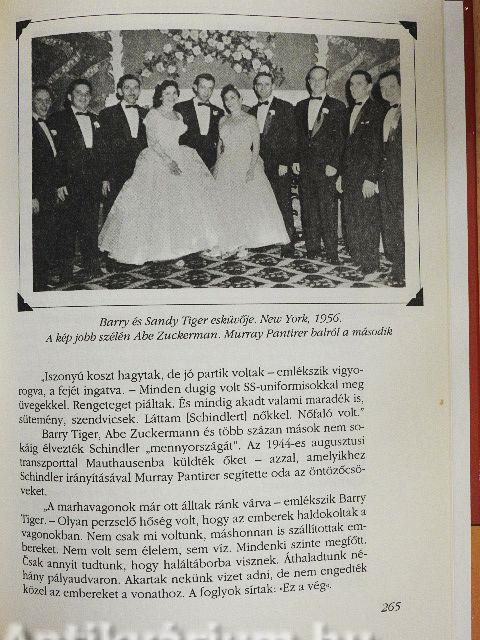 Barry és Sandy Tiger esküvője. New York, 1956.
A kép jobb szélén Abe Zuckerman. Murray Pantirer balról a második
„Iszonyú koszt hagytak, de jó partik voltak – emlékszik vigyo-
rogva, a fejét ingatva. – Minden dugig volt SS-uniformisokkal meg
üvegekkel. Rengeteget piáltak. És mindig akadt valami maradék is,
sütemény, szendvicsek. Láttam [Schindlert] nőkkel. Nőfaló volt."
Barry Tiger, Abe Zuckermann és több százan mások nem so-
káig élvezték Schindler „mennyországát". Az 1944-es augusztusi
transzporttal Mauthausenba küldték őket – azzal, amelyikhez
Schindler irányításával Murray Pantirer segítette oda az öntözőcsö-
veket.
„A marhavagonok már ott álltak ránk várva – emlékszik Barry
Tiger. – Olyan perzselő hőség volt, hogy az emberek haldokoltak a
vagonokban. Nem csak mi voltunk, máshonnan is szállítottak em-
bereket. Nem volt sem élelem, sem víz. Mindenki szinte megfőtt.
Csak annyit tudtunk, hogy haláltáborba visznek. Áthaladtunk né-
hány pályaudvaron. Akartak nekünk vizet adni, de nem engedték
közel az embereket a vonathoz. A foglyok sírtak: ›Ez a vég‹.
265
Antikvarium.hu